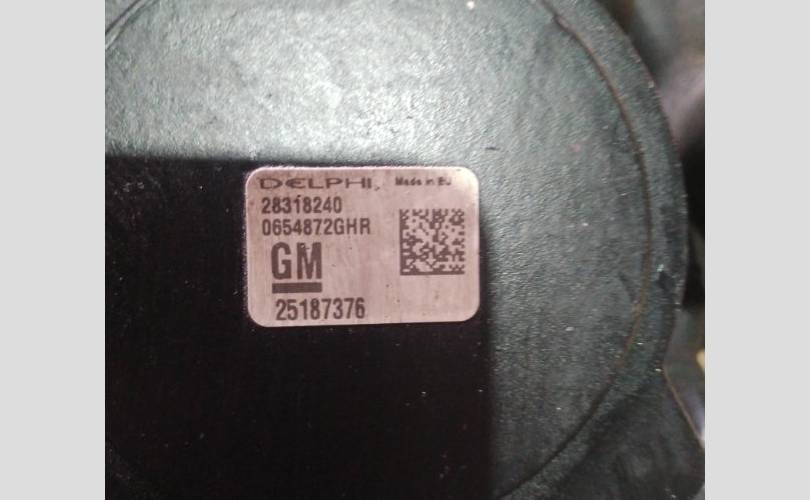 DELPHI Made in EU
28318240
0654872GHR
GM
25187376